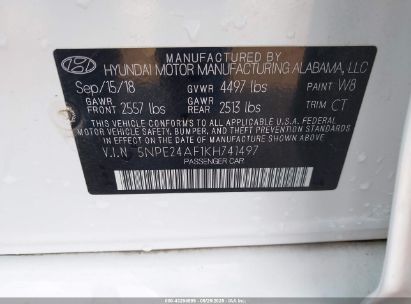 HYUNDAI MOTOR MANUFACTURING ALABAMA, LLC
Sep/15/18 GVWR 4497 lbs PAINT W8
GAWR FRONT 2557 lbs GAWR REAR 2513 lbs TRIM CT
THIS VEHICLE CONFORMS TO ALL APPLICABLE U.S.A FEDERAL
MOTOR VEHICLE SAFETY, BUMPER, AND THEFT PREVENTION
STANDARDS IN EFFECT ON THE DATE OF MANUFACTURE SHOWN ABOVE.
V.I.N 5NPE24AF1KH741497
PASSENGER CAR